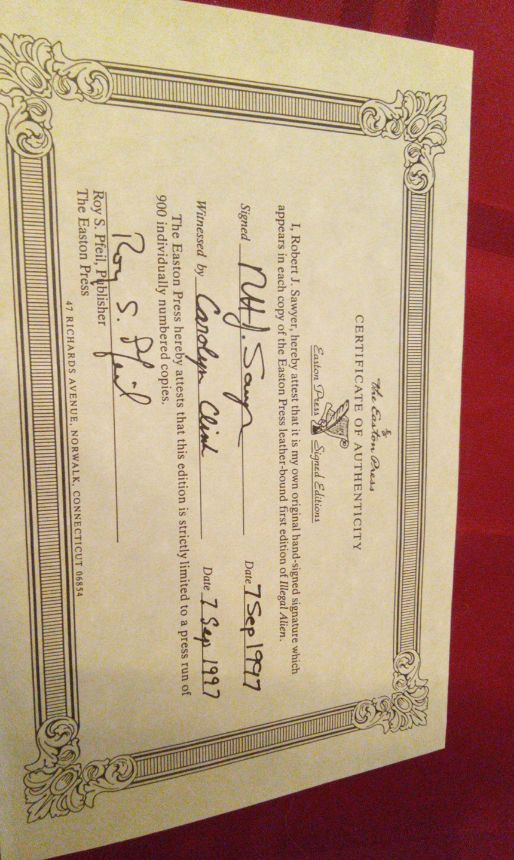 The Easton Press
CERTIFICATE OF AUTHENTICITY
Easton Press Signed Editions
I, Robert J. Sawyer, hereby attest that it is my own original hand-signed signature which
appears in each copy of the Easton Press leather-bound first edition of Illegal Alien.
Signed Date 7 Sep 1997
Witnessed by Carolyn Clink Date 7 Sep 1997
The Easton Press hereby attests that this edition is strictly limited to a press run of
900 individually numbered copies.
Roy S. Pfeil
Roy S. Pfeil, Publisher
The Easton Press
47 RICHARDS AVENUE, NORWALK, CONNECTICUT 06854